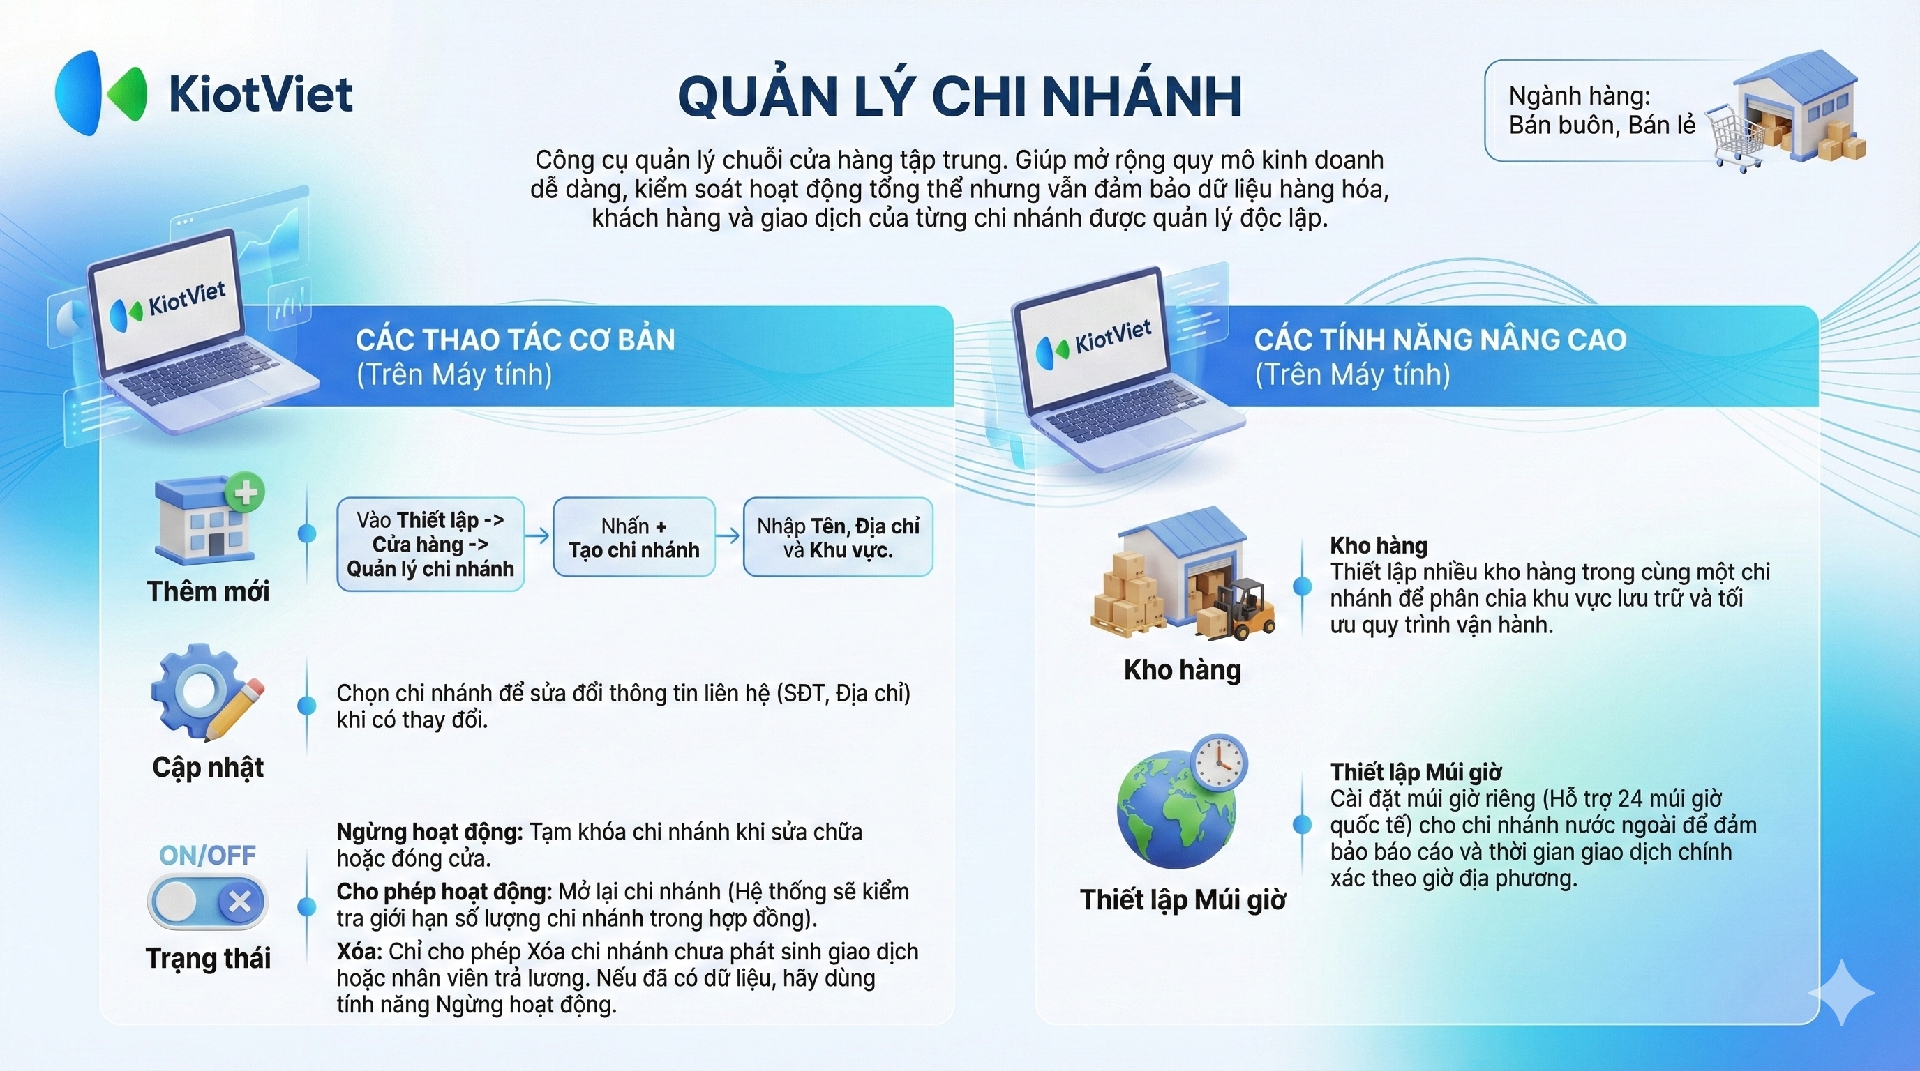 KiotViet
QUẢN LÝ CHI NHÁNH
Công cụ quản lý chuỗi cửa hàng tập trung. Giúp mở rộng quy mô kinh doanh
dễ dàng, kiểm soát hoạt động tổng thể nhưng vẫn đảm bảo dữ liệu hàng hóa,
khách hàng và giao dịch của từng chi nhánh được quản lý độc lập.
Ngành hàng:
Bán buôn, Bán lẻ
KiotViet
CÁC THAO TÁC CƠ BẢN
(Trên Máy tính)
Thêm mới
Vào Thiết lập ->
Cửa hàng ->
Quản lý chi nhánh
Nhấn +
Tạo chi nhánh
Nhập Tên, Địa chỉ
và Khu vực.
Cập nhật
Chọn chi nhánh để sửa đổi thông tin liên hệ (SĐT, Địa chỉ)
khi có thay đổi.
ON/OFF
Trạng thái
Ngừng hoạt động: Tạm khóa chi nhánh khi sửa chữa
hoặc đóng cửa.
Cho phép hoạt động: Mở lại chi nhánh (Hệ thống sẽ kiểm
tra giới hạn số lượng chi nhánh trong hợp đồng).
Xóa: Chỉ cho phép Xóa chi nhánh chưa phát sinh giao dịch
hoặc nhân viên trả lương. Nếu đã có dữ liệu, hãy dùng
tính năng Ngừng hoạt động.
KiotViet
CÁC TÍNH NĂNG NÂNG CAO
(Trên Máy tính)
Kho hàng
Kho hàng
Thiết lập nhiều kho hàng trong cùng một chi
nhánh để phân chia khu vực lưu trữ và tối
ưu quy trình vận hành.
Thiết lập Múi giờ
Thiết lập Múi giờ
Cài đặt múi giờ riêng (Hỗ trợ 24 múi giờ
quốc tế) cho chi nhánh nước ngoài để đảm
bảo báo cáo và thời gian giao dịch chính
xác theo giờ địa phương.